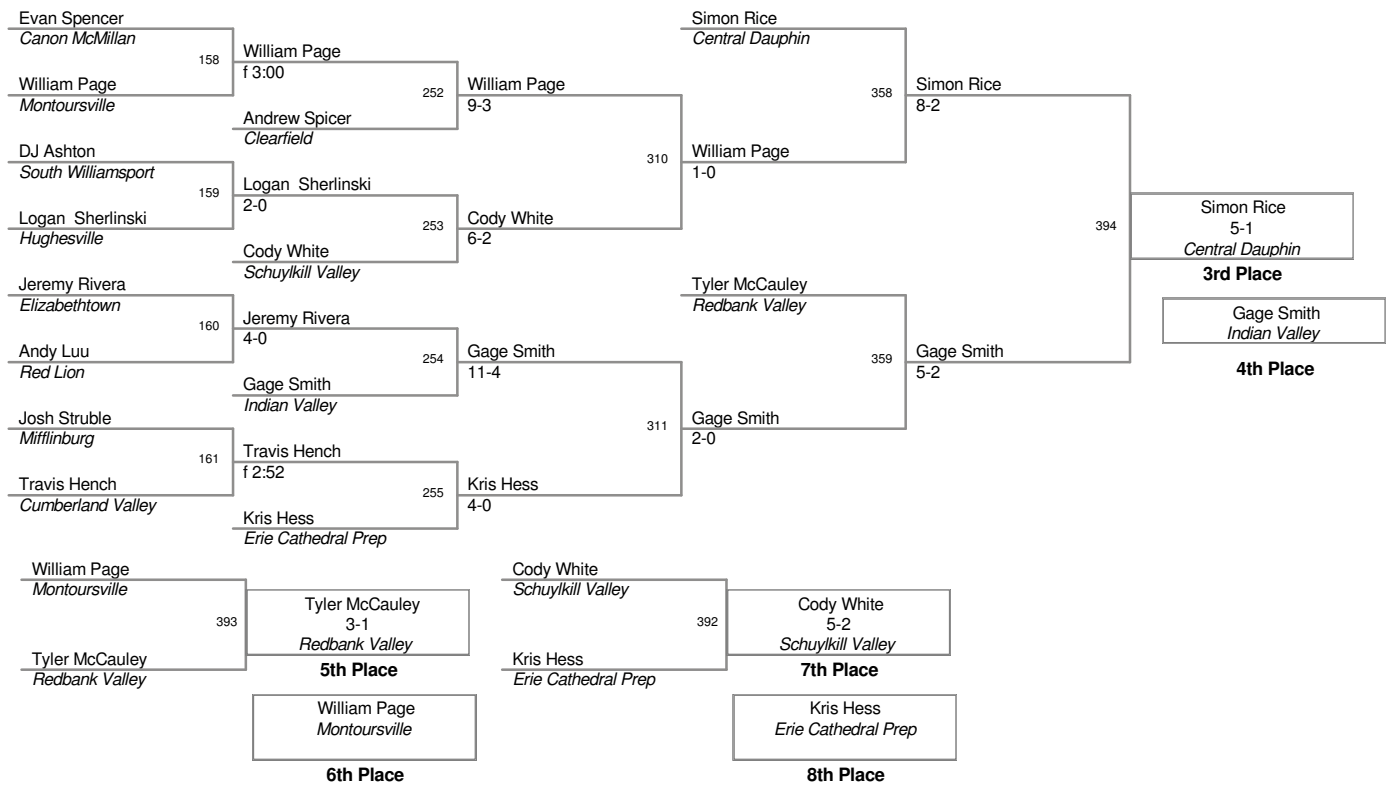 Evan Spencer
Canon McMillan
158
William Page
f 3:00
William Page
Montoursville
252
William Page
9-3
Andrew Spicer
Clearfield
DJ Ashton
South Williamsport
159
Logan  Sherlinski
2-0
Logan  Sherlinski
Hughesville
253
Cody White
6-2
Cody White
Schuylkill Valley
310
William Page
1-0
Simon Rice
Central Dauphin
358
Simon Rice
8-2
Jeremy Rivera
Elizabethtown
160
Jeremy Rivera
4-0
Andy Luu
Red Lion
254
Gage Smith
11-4
Gage Smith
Indian Valley
Josh Struble
Mifflinburg
161
Travis Hench
f 2:52
Travis Hench
Cumberland Valley
255
Kris Hess
4-0
Kris Hess
Erie Cathedral Prep
311
Gage Smith
2-0
Tyler McCauley
Redbank Valley
359
Gage Smith
5-2
394
Simon Rice
5-1
Central Dauphin
3rd Place
Gage Smith
Indian Valley
4th Place
William Page
Montoursville
393
Tyler McCauley
Redbank Valley
Tyler McCauley
3-1
Redbank Valley
5th Place
William Page
Montoursville
6th Place
Cody White
Schuylkill Valley
392
Kris Hess
Erie Cathedral Prep
Cody White
5-2
Schuylkill Valley
7th Place
Kris Hess
Erie Cathedral Prep
8th Place